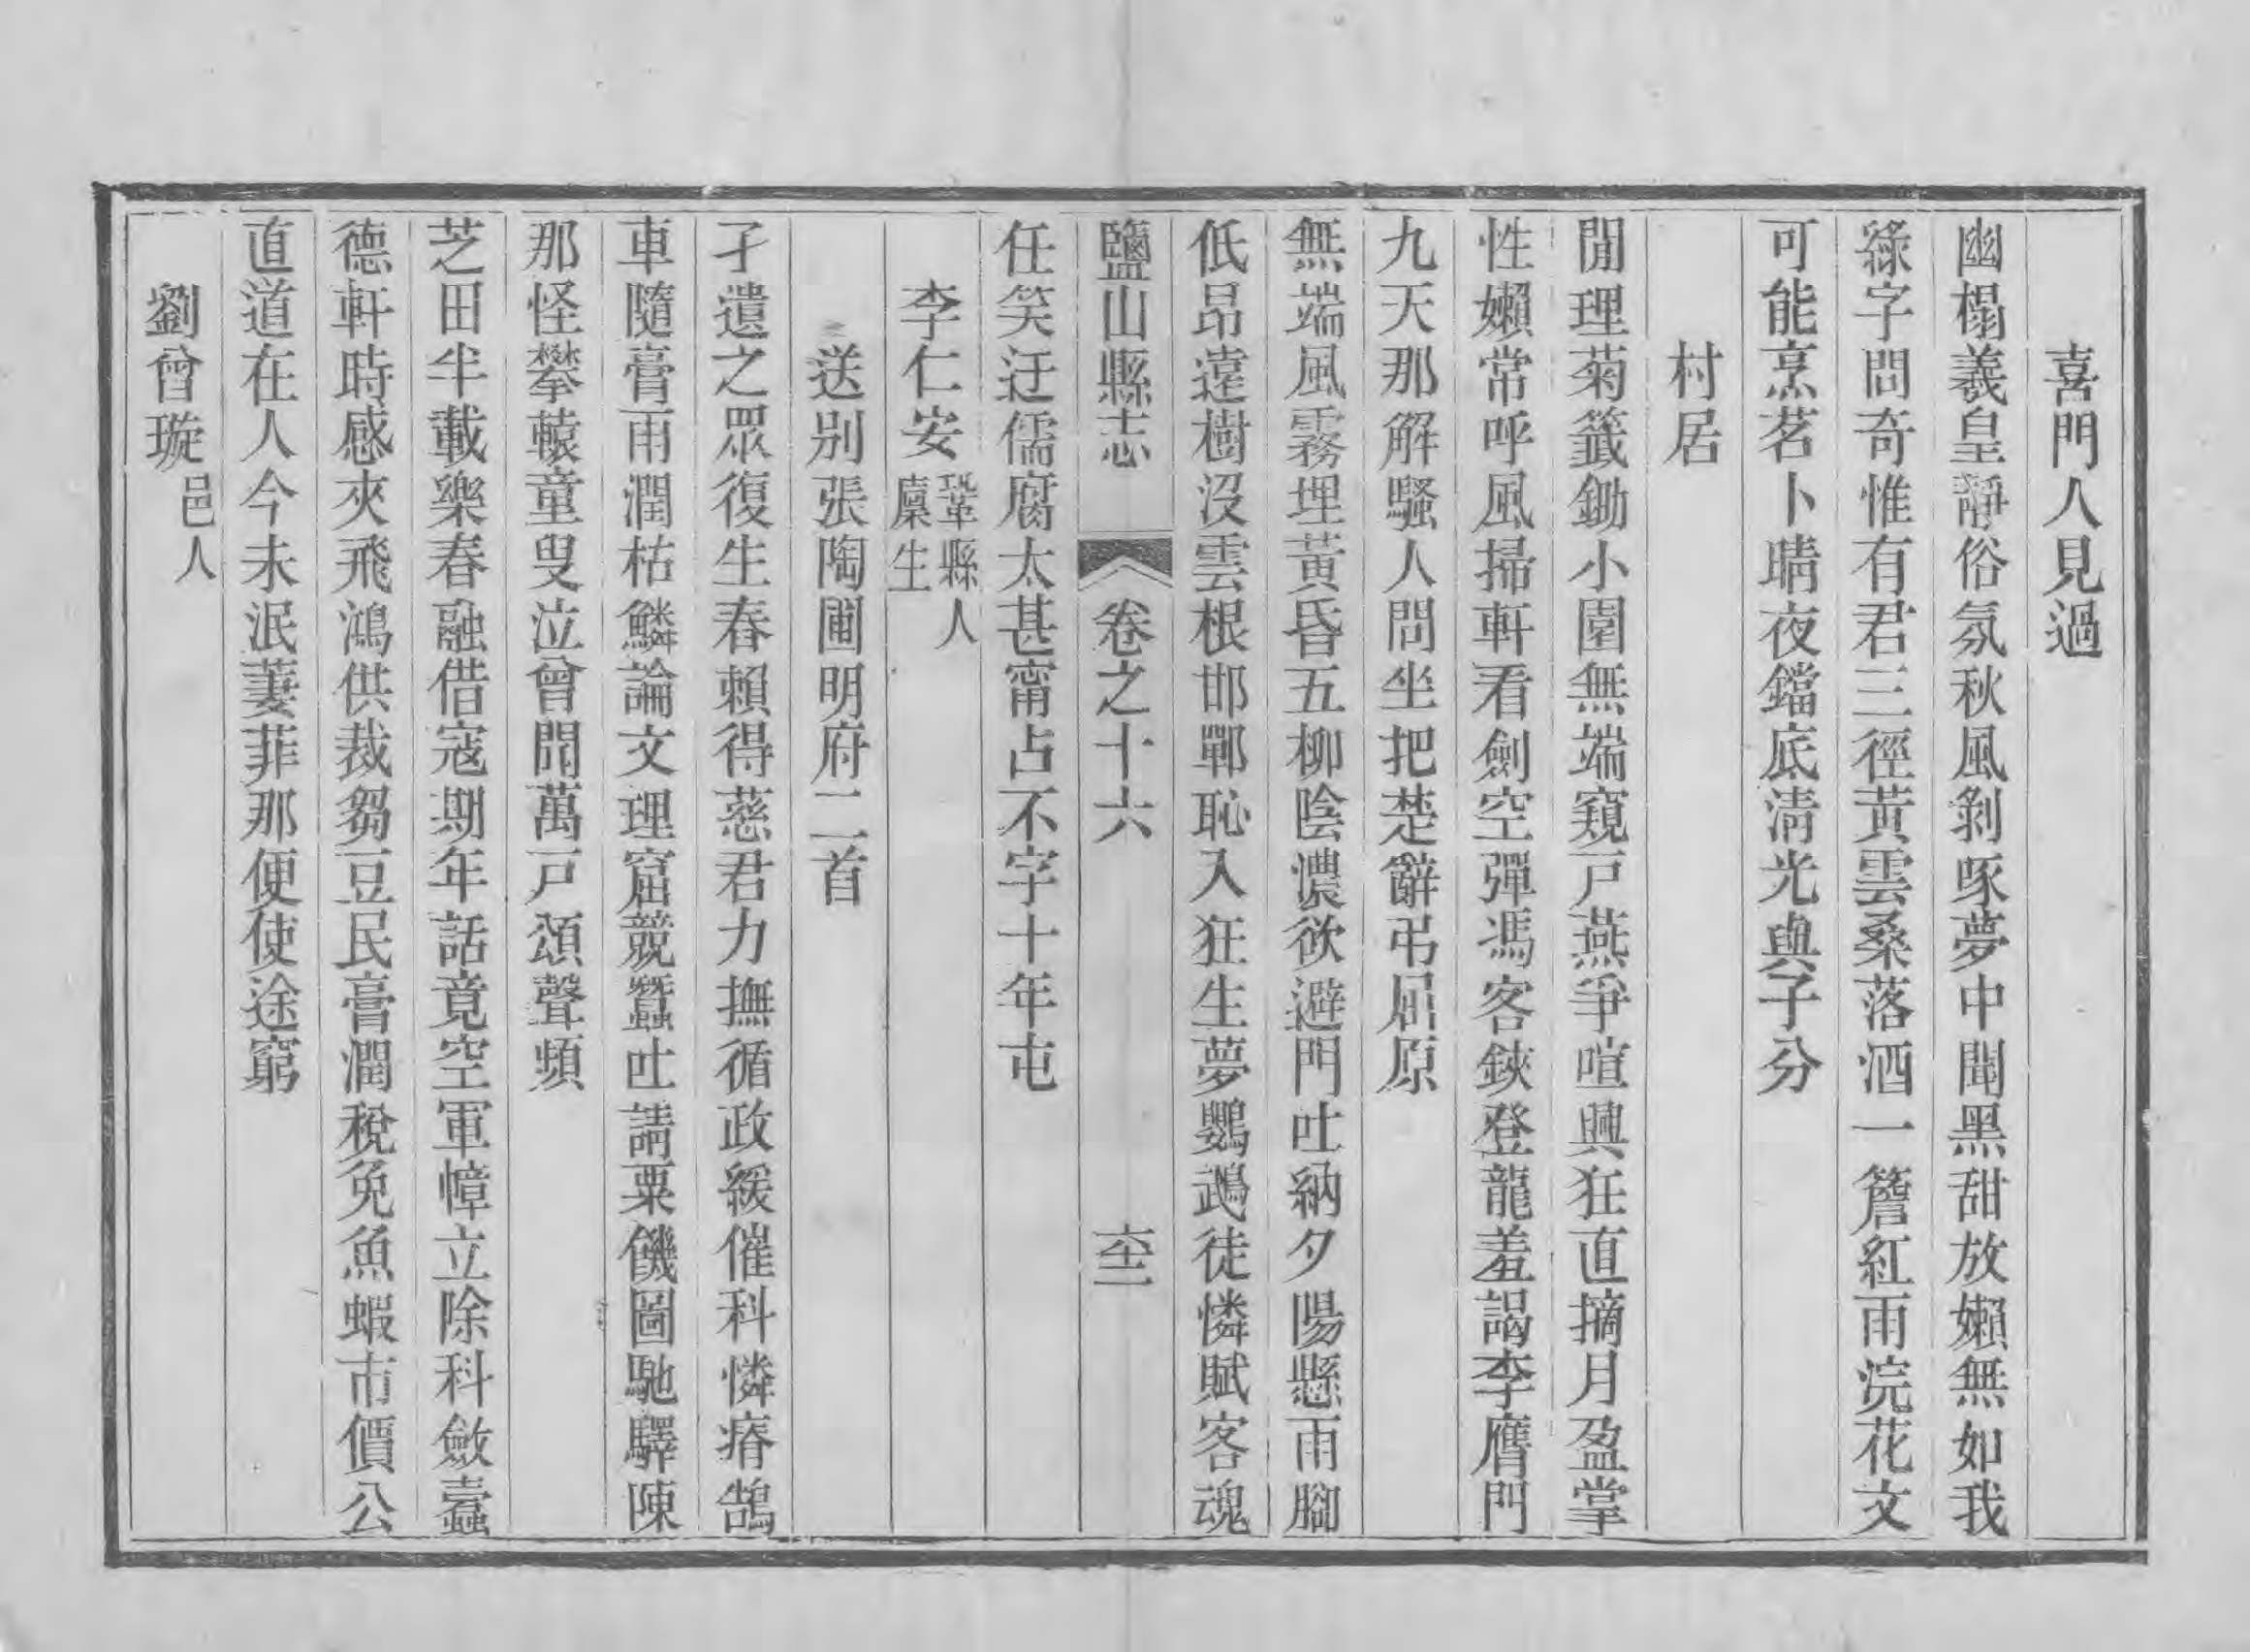 喜門人見過
幽榻羲皇靜俗氛秋風剝啄夢中聞黑甜放嬾無如我
綠字問奇惟有君三徑黃雲桑落酒一簷紅雨浣花文
可能烹茗卜晴夜鐺底淸光與子分
村居
閒理菊籬鋤小園無端窺戸燕爭喧興狂直摘月盈掌
性嬾常呼風掃軒看劍空彈馮客鋏登龍羞謁李膺門
九天那解騷人問坐把楚辭弔屈原
無端風霧埋黃昏五柳陰濃欲避門吐納夕陽懸雨腳
低昂遠樹沒雲根邯鄲恥入狂生夢鸚鵡徒憐賦客魂
鹽山縣志 卷之十六 六十二
任笑迂儒腐太甚甯占不字十年屯
李仁安 鞏縣人廩生
送別張陶圃明府二首
孑遺之眾復生春賴得慈君力撫循政緩催科憐瘠鵠
車隨膏雨潤枯鱗論文理窟競蠶吐請粟饑圖馳驛陳
那怪攀轅童叟泣曾聞萬戸頌聲頻
芝田半載樂春融借寇期年話竟空軍幛立除科斂蠹
德軒時感夾飛鴻供裁芻豆民膏潤稅免魚蝦市價公
直道在人今未泯萋菲那便使途窮
劉曾璇 邑人